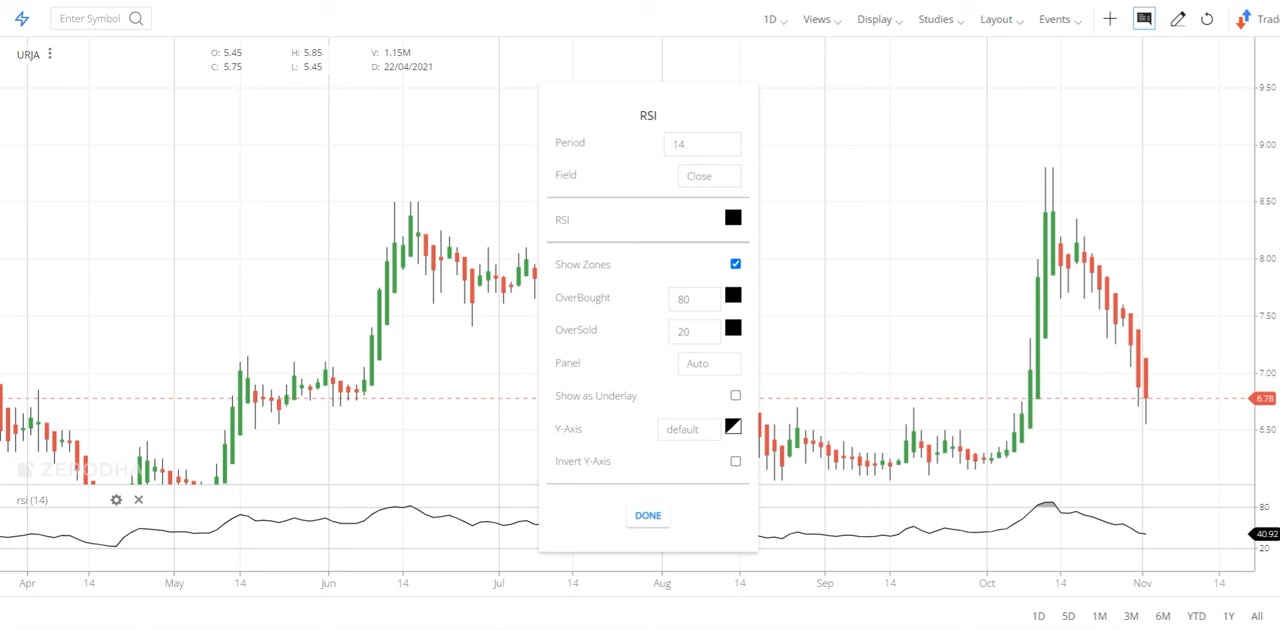 Enter Symbol
1D Views Display Studies Layout Events Trad
URJA
O: 5.45 H: 5.85 V: 1.15M
C: 5.75 L: 5.45 D: 22/04/2021
RSI
Period 14
Field Close
RSI
Show Zones
OverBought 80
OverSold 20
Panel Auto
Show as Underlay
Y-Axis default
Invert Y-Axis
DONE
9.50
9.00
8.50
8.00
7.50
7.00
6.78
6.50
ZERODHA
rsi (14)
80
40.92
20
Apr 14 May 14 Jun 14 Jul 14 Aug 14 Sep 14 Oct 14 Nov 14
1D 5D 1M 3M 6M YTD 1Y All